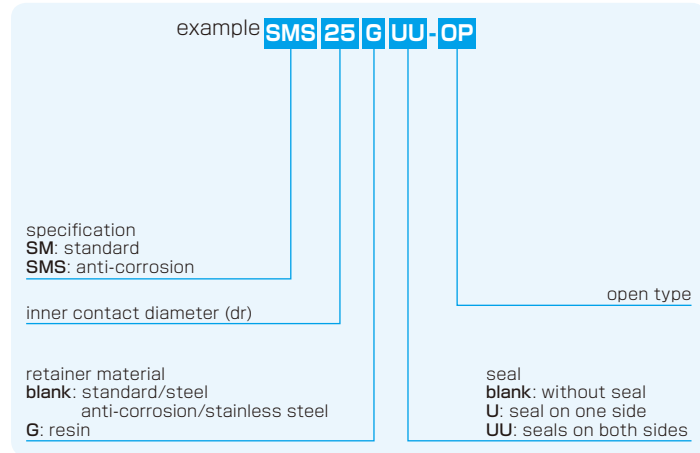 example SMS 25 G UU-OP
specification
SM: standard
SMS: anti-corrosion
inner contact diameter (dr)
retainer material
blank: standard/steel
anti-corrosion/stainless steel
G: resin
open type
seal
blank: without seal
U: seal on one side
UU: seals on both sides